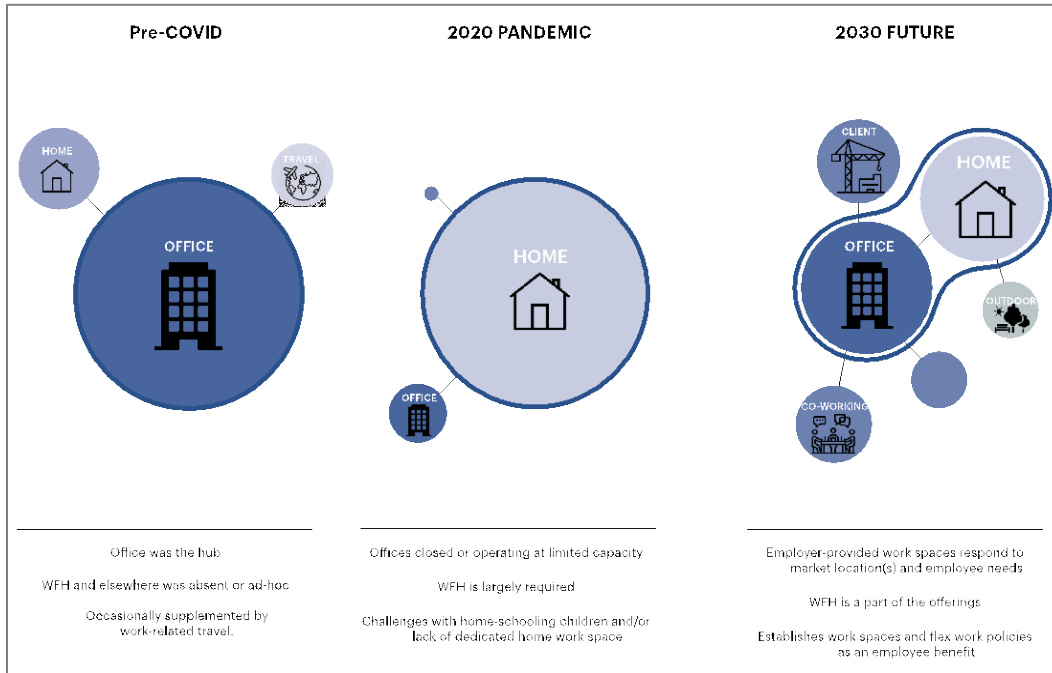 Pre-COVID
HOME
TRAVEL
OFFICE
Office was the hub
WFH and elsewhere was absent or ad-hoc
Occasionally supplemented by
work-related travel.
2020 PANDEMIC
HOME
OFFICE
Offices closed or operating at limited capacity
WFH is largely required
Challenges with home-schooling children and/or
lack of dedicated home work space
2030 FUTURE
CLIENT
HOME
OFFICE
OUTDOOR
CO-WORKING
Employer-provided work spaces respond to
market location(s) and employee needs
WFH is a part of the offerings
Establishes work spaces and flex work policies
as an employee benefit